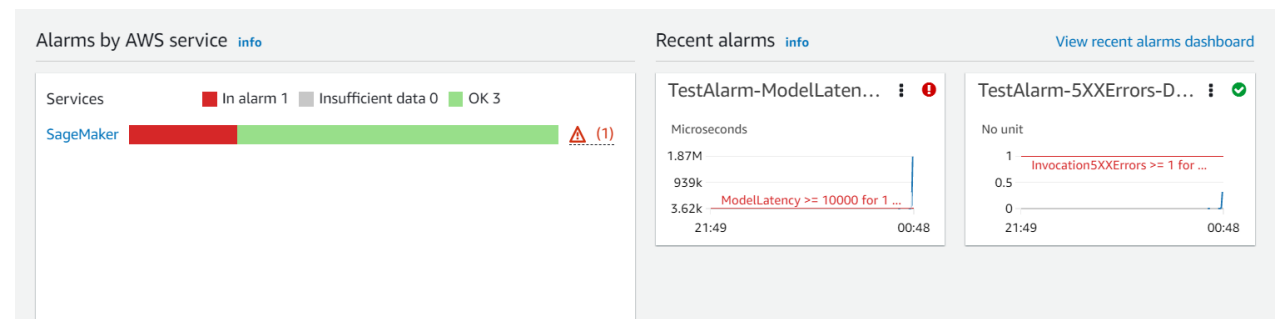 Alarms by AWS service info
Services
In alarm 1 Insufficient data 0 OK 3
SageMaker
(1)
Recent alarms info
View recent alarms dashboard
TestAlarm-ModelLaten...
Microseconds
1.87M
939k
3.62k
ModelLatency >= 10000 for 1 ...
21:49 00:48
TestAlarm-5XXErrors-D...
No unit
1
Invocation5XXErrors >= 1 for ...
0.5
0
21:49 00:48